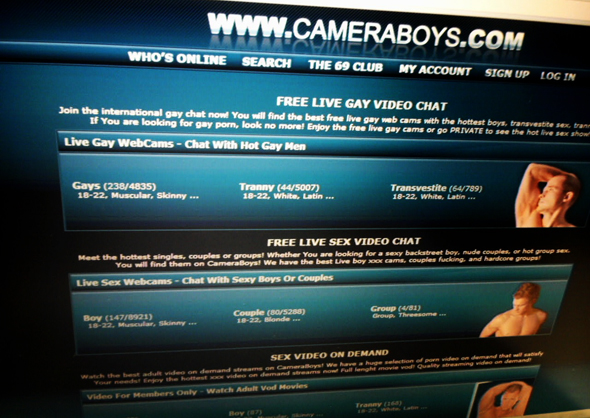 WWW.CAMERABOYS.COM
WHO'S ONLINE SEARCH THE 69 CLUB MY ACCOUNT SIGN UP LOG IN
FREE LIVE GAY VIDEO CHAT
Join the international gay chat now! You will find the best free live gay web cams with the hottest boys, transvestite sex,
If You are looking for gay porn, look no more! Enjoy the free live gay cams or go PRIVATE to see the hot live sex show
Live Gay WebCams - Chat With Hot Gay Men
Gays (238/4835) Tranny (44/5007) Transvestite (64/789)
18-22, Muscular, Skinny ... 18-22, White, Latin ... 18-22, White, Latin ...
FREE LIVE SEX VIDEO CHAT
Meet the hottest singles, couples or groups! Whether You are looking for a sexy backstreet boy, nude couples or hot group sex.
You will find them on CameraBoys! We have the best Live boy xxx cams, couples fucking, and hardcore groups!
Live Sex Webcams - Chat With Sexy Boys Or Couples
Boy (147/8921) Couple (80/5288) Group (4/81)
18-22, Muscular, Skinny ... 18-22, Blonde ... Group, Threesome ...
SEX VIDEO ON DEMAND
Watch the best adult video on demand streams on CameraBoys! We have a huge selection of porn video on demand that will satisfy
Your needs! Enjoy the hottest xxx video on demand streams now! Full lenght movie vod! Quality streaming video on demand!
Video For Members Only - Watch Adult Vod Movies
Boy (97) Tranny (162)
Muscular, Skinny ... 18-22, White, Latin ...